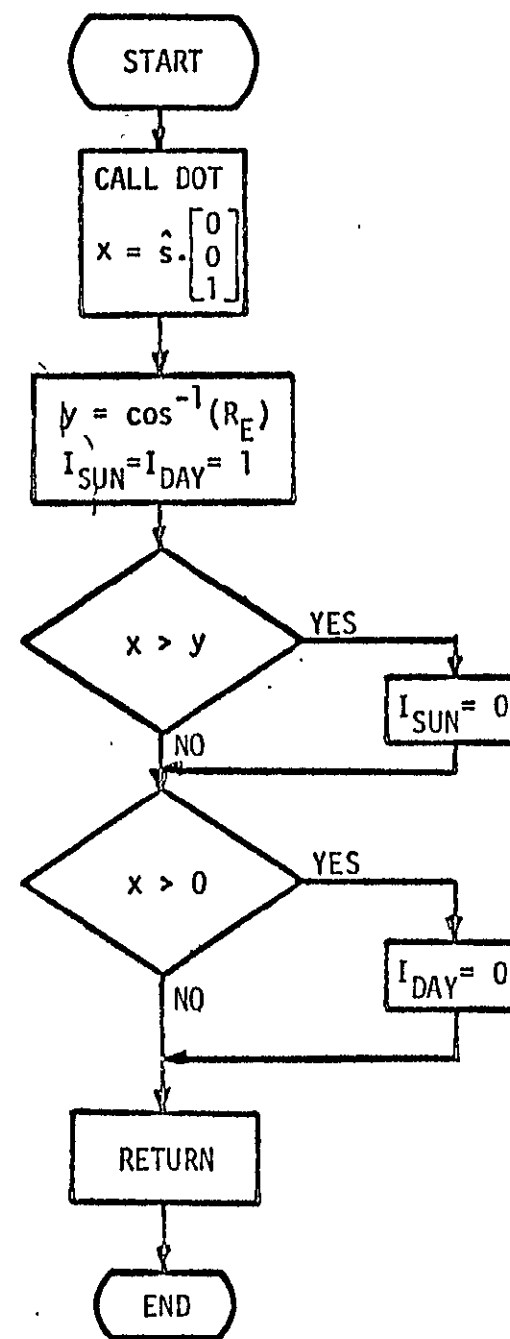 START
CALL DOT
x = ŝ · [0 0 1]
y = cos⁻¹(R_E)
I_SUN = I_DAY = 1
x > y
YES
I_SUN = 0
NO
x > 0
YES
I_DAY = 0
NO
RETURN
END